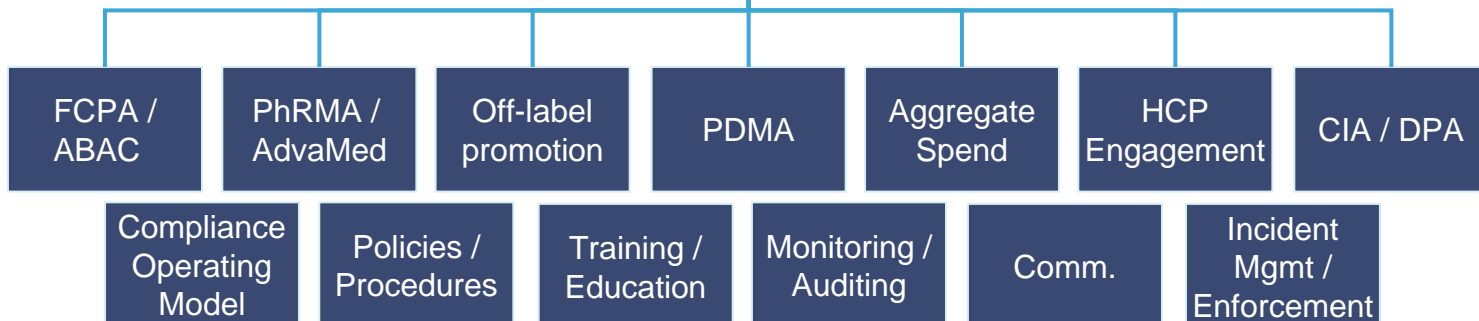 FCPA /
ABAC
PhRMA /
AdvaMed
Off-label
promotion
PDMA
Aggregate
Spend
HCP
Engagement
CIA / DPA
Compliance
Operating
Model
Policies /
Procedures
Training /
Education
Monitoring /
Auditing
Comm.
Incident
Mgmt /
Enforcement